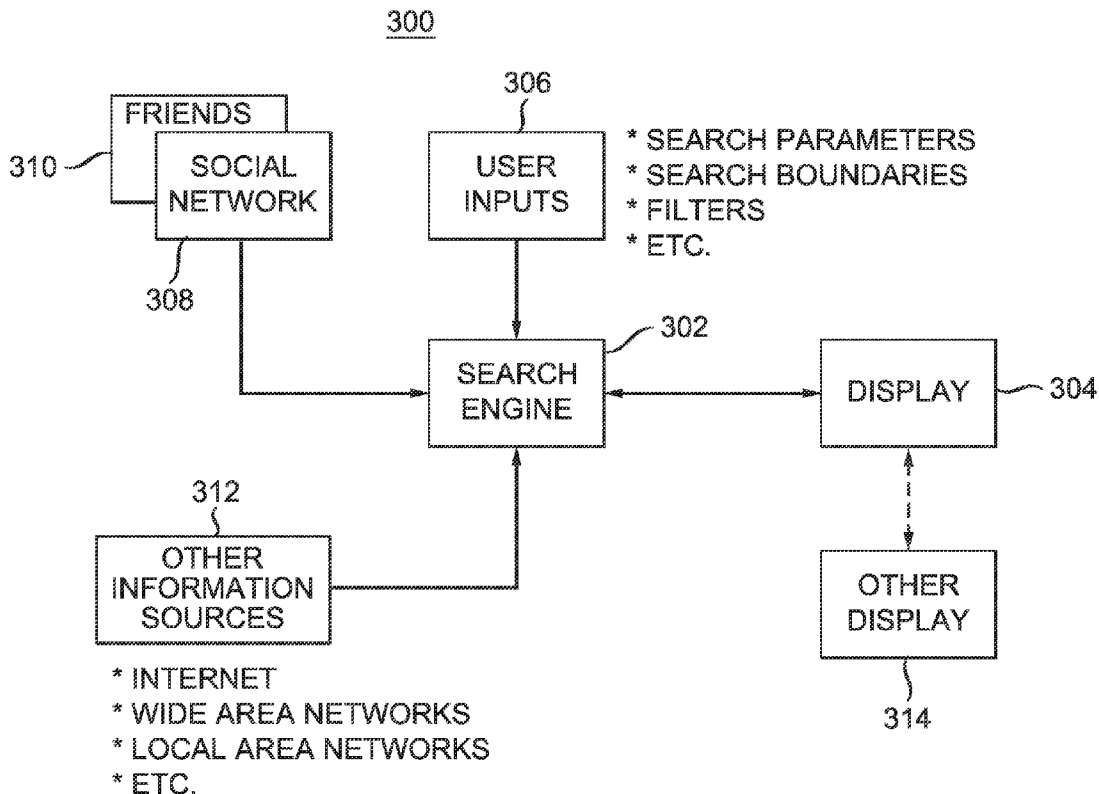 300
FRIENDS
310
SOCIAL
NETWORK
308
306
USER
INPUTS
* SEARCH PARAMETERS
* SEARCH BOUNDARIES
* FILTERS
* ETC.
302
SEARCH
ENGINE
DISPLAY
304
312
OTHER
INFORMATION
SOURCES
* INTERNET
* WIDE AREA NETWORKS
* LOCAL AREA NETWORKS
* ETC.
OTHER
DISPLAY
314